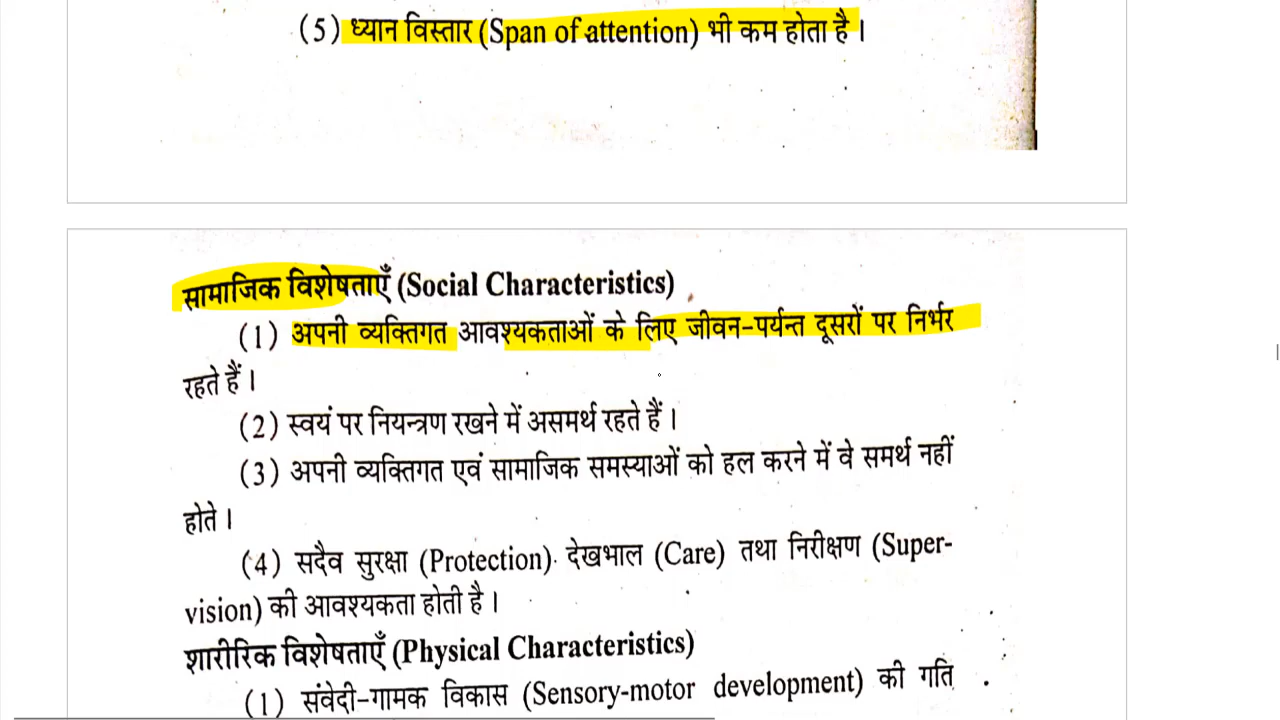 (5) ध्यान विस्तार (Span of attention) भी कम होता है।
सामाजिक विशेषताएँ (Social Characteristics)
(1) अपनी व्यक्तिगत आवश्यकताओं के लिए जीवन-पर्यन्त दूसरों पर निर्भर
रहते हैं।
(2) स्वयं पर नियन्त्रण रखने में असमर्थ रहते हैं।
(3) अपनी व्यक्तिगत एवं सामाजिक समस्याओं को हल करने में वे समर्थ नहीं
होते।
(4) सदैव सुरक्षा (Protection) देखभाल (Care) तथा निरीक्षण (Super-
vision) की आवश्यकता होती है।
शारीरिक विशेषताएँ (Physical Characteristics)
(1) संवेदी-गामक विकास (Sensory-motor development) की गति